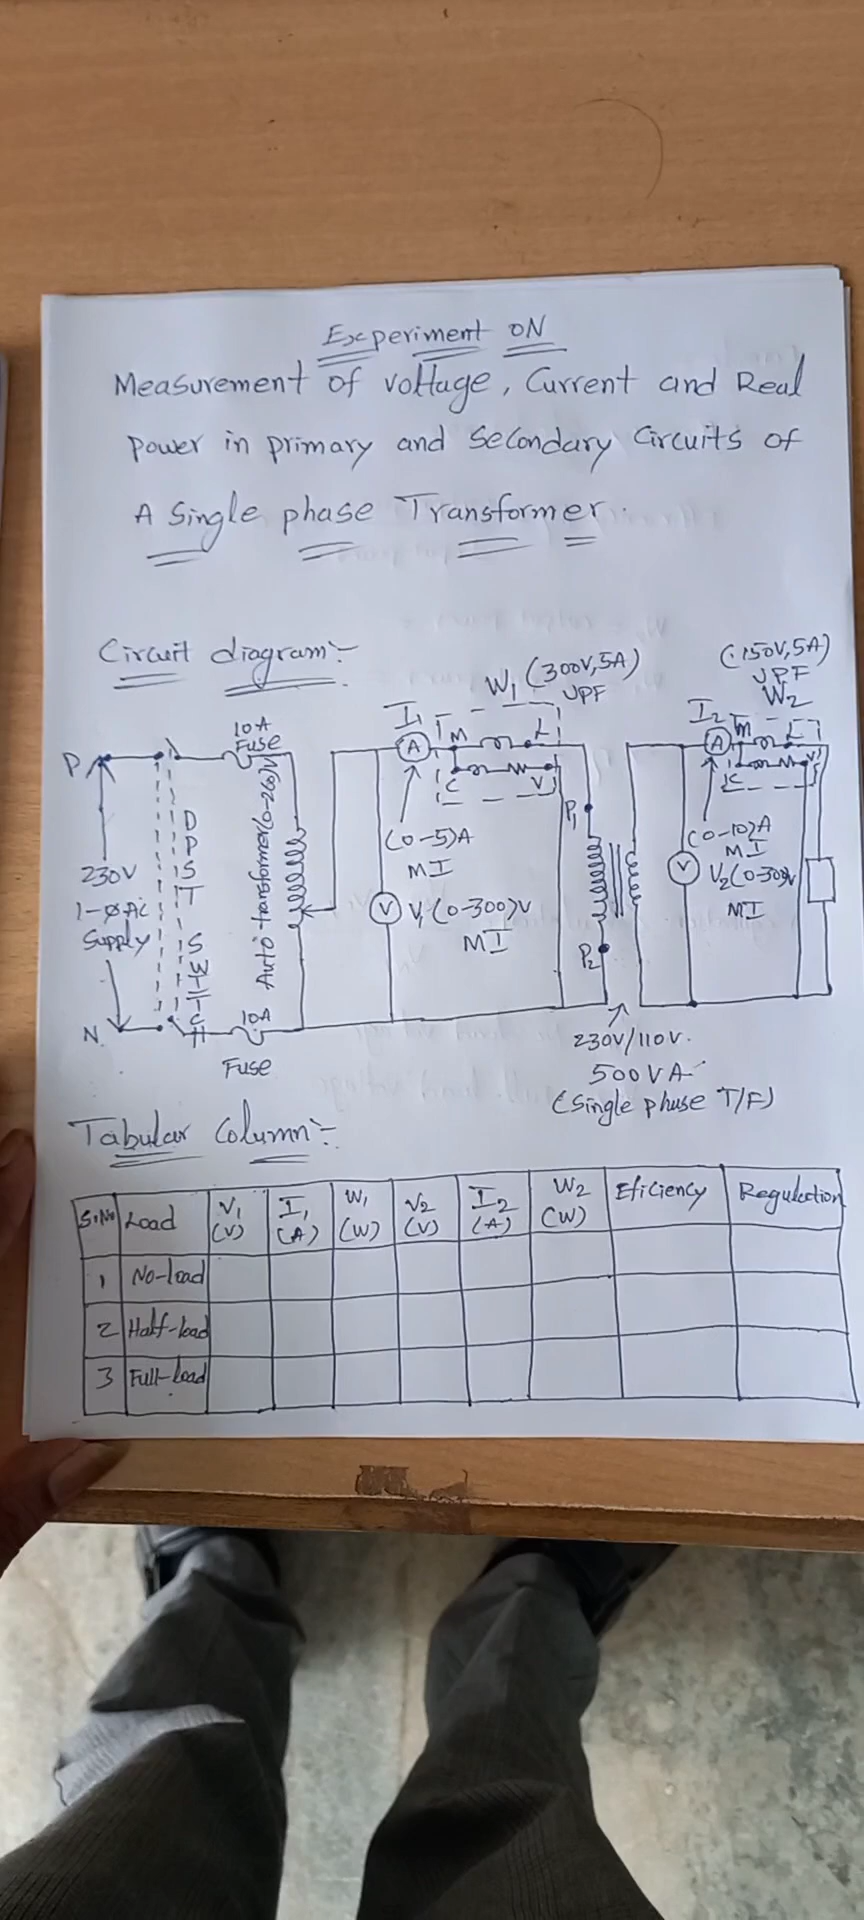 Experiment ON
Measurement of voltage, Current and Real
power in primary and Secondary Circuits of
A Single phase Transformer.
Circuit diagram:-
W1 (300V,5A)
UPF
(150V,5A)
UPF
W2
10A
Fuse
I1
M
L
C
V
I2
M
L
C
V
P
A
A
Auto transformer(0-260)V
DPST SWITC
(0-5)A
MI
P1
(0-10)A
MI
230V
1-ØAC
Supply
V
V1(0-300)V
MI
V
V2(0-300)V
MI
P2
N
10A
Fuse
230V/110V.
500VA
(Single phase T/F)
Tabular Column:-
S.No Load V1 (V) I1 (A) W1 (W) V2 (V) I2 (A) W2 (W) Eficiency Regulation
1 No-load
2 Half-load
3 Full-load